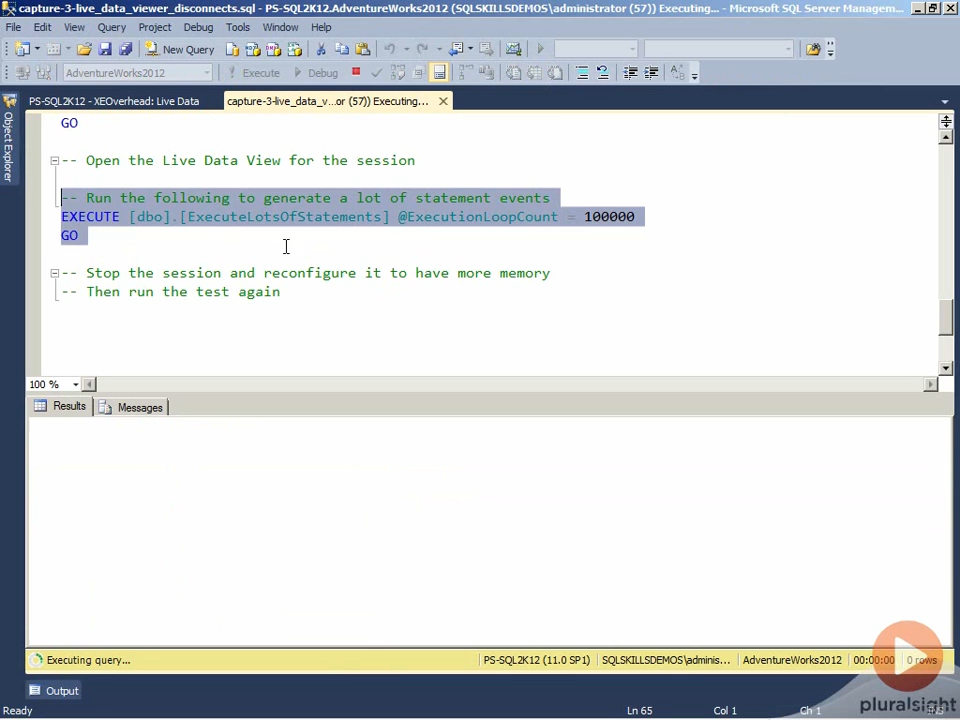 capture-3-live_data_viewer_disconnects.sql - PS-SQL2K12.AdventureWorks2012 (SQLSKILLSDEMOS\administrator (57)) Executing... - Microsoft SQL Server Managem...
File Edit View Query Project Debug Tools Window Help
New Query
AdventureWorks2012 Execute Debug
PS-SQL2K12 - XEOverhead: Live Data capture-3-live_data_v...or (57)) Executing...
Object Explorer
GO
-- Open the Live Data View for the session
-- Run the following to generate a lot of statement events
EXECUTE [dbo].[ExecuteLotsOfStatements] @ExecutionLoopCount = 100000
GO
-- Stop the session and reconfigure it to have more memory
-- Then run the test again
100 %
Results Messages
Executing query... PS-SQL2K12 (11.0 SP1) SQLSKILLSDEMOS\adminis... AdventureWorks2012 00:00:00 0 rows
Output
pluralsight
Ready Ln 65 Col 1 Ch 1 INS